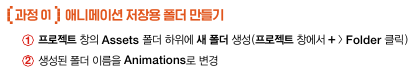 [과정 01] 애니메이션 저장용 폴더 만들기
① 프로젝트 창의 Assets 폴더 하위에 새 폴더 생성(프로젝트 창에서 + > Folder 클릭)
② 생성된 폴더 이름을 Animations로 변경